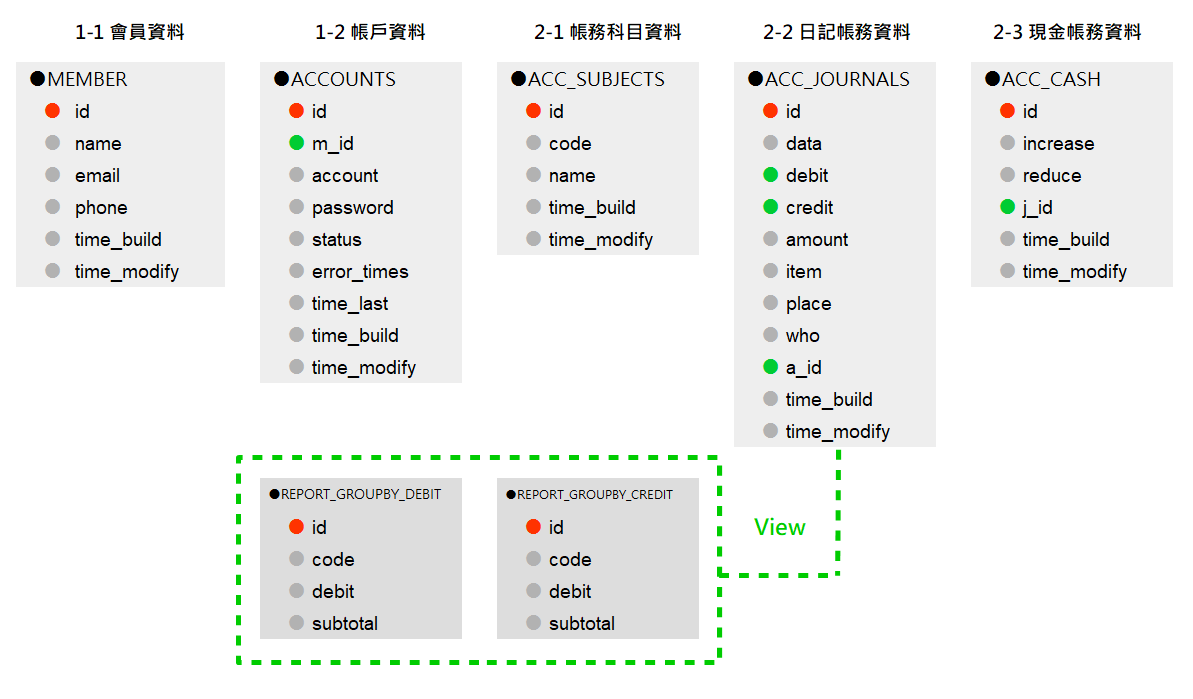 1-1 會員資料
●MEMBER
id
name
email
phone
time_build
time_modify
1-2 帳戶資料
●ACCOUNTS
id
m_id
account
password
status
error_times
time_last
time_build
time_modify
2-1 帳務科目資料
●ACC_SUBJECTS
id
code
name
time_build
time_modify
2-2 日記帳務資料
●ACC_JOURNALS
id
data
debit
credit
amount
item
place
who
a_id
time_build
time_modify
2-3 現金帳務資料
●ACC_CASH
id
increase
reduce
j_id
time_build
time_modify
●REPORT_GROUPBY_DEBIT
id
code
debit
subtotal
●REPORT_GROUPBY_CREDIT
id
code
debit
subtotal
View